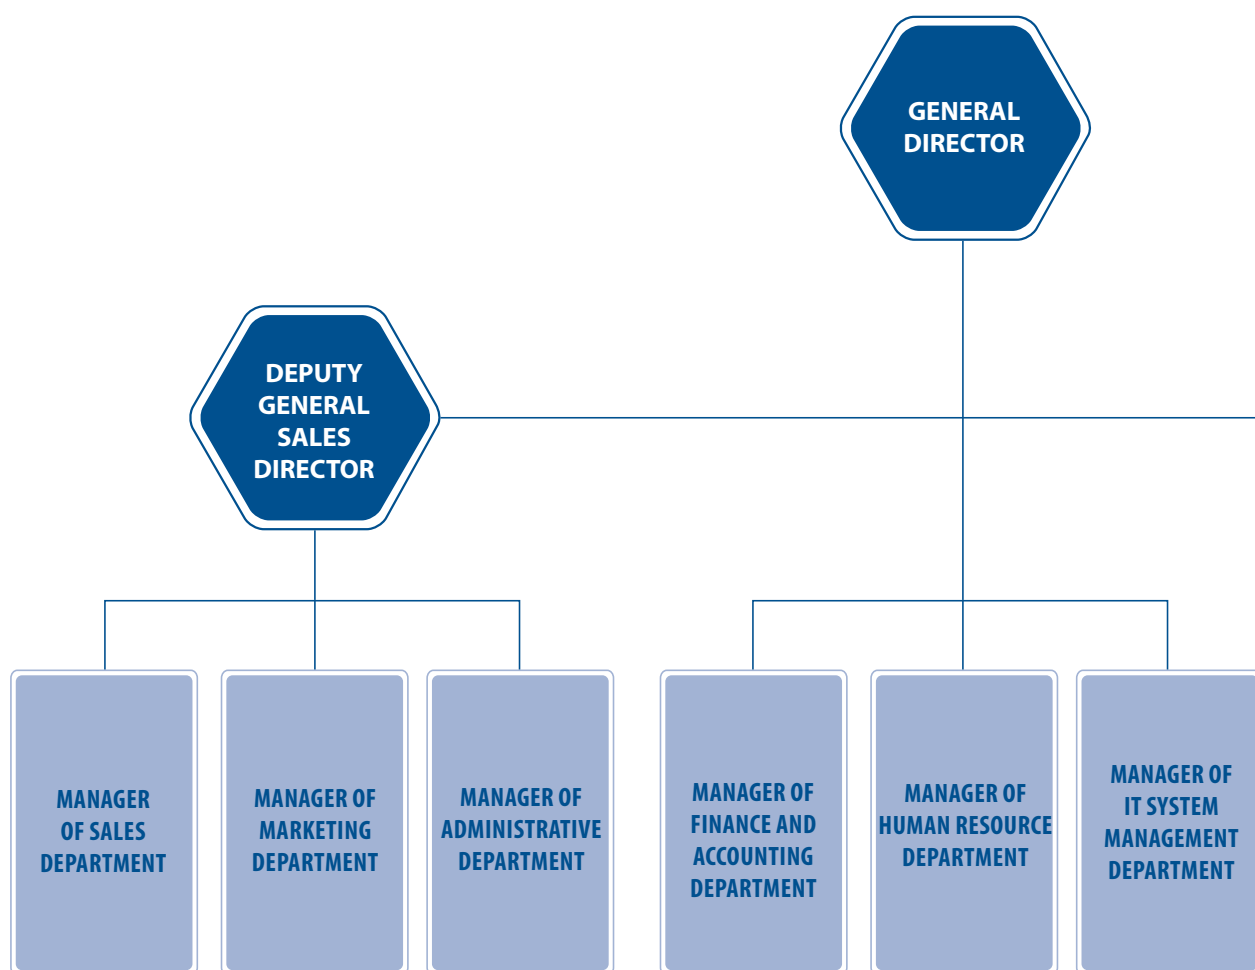 GENERAL
DIRECTOR
DEPUTY
GENERAL
SALES
DIRECTOR
MANAGER
OF SALES
DEPARTMENT
MANAGER OF
MARKETING
DEPARTMENT
MANAGER OF
ADMINISTRATIVE
DEPARTMENT
MANAGER OF
FINANCE AND
ACCOUNTING
DEPARTMENT
MANAGER OF
HUMAN RESOURCE
DEPARTMENT
MANAGER OF
IT SYSTEM
MANAGEMENT
DEPARTMENT